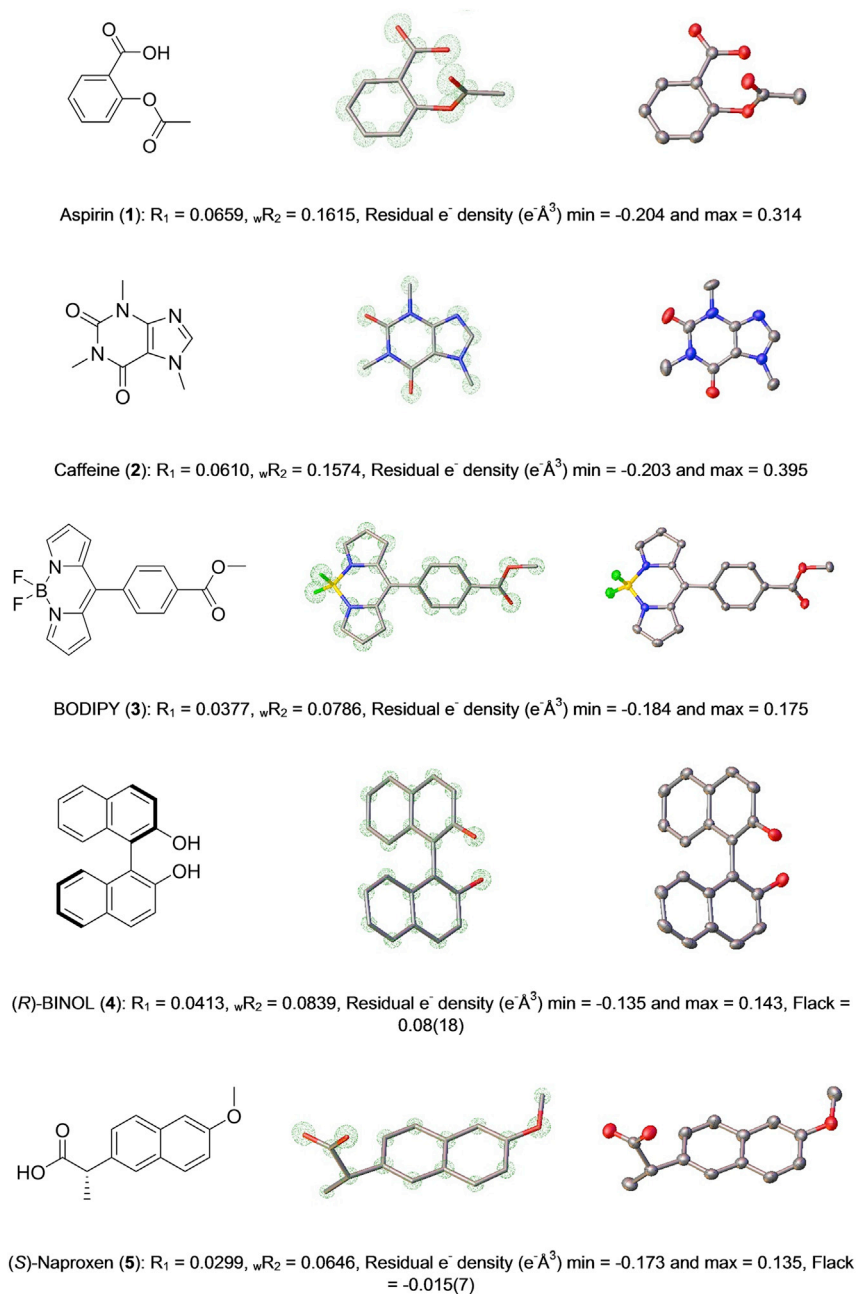 O
OH
O
O
Aspirin (1): R₁ = 0.0659, wR₂ = 0.1615, Residual e⁻ density (e⁻Å³) min = -0.204 and max = 0.314
O
N
N
N
N
O
Caffeine (2): R₁ = 0.0610, wR₂ = 0.1574, Residual e⁻ density (e⁻Å³) min = -0.203 and max = 0.395
N
F
B
F
N
O
O
BODIPY (3): R₁ = 0.0377, wR₂ = 0.0786, Residual e⁻ density (e⁻Å³) min = -0.184 and max = 0.175
OH
OH
(R)-BINOL (4): R₁ = 0.0413, wR₂ = 0.0839, Residual e⁻ density (e⁻Å³) min = -0.135 and max = 0.143, Flack =
0.08(18)
O
O
HO
(S)-Naproxen (5): R₁ = 0.0299, wR₂ = 0.0646, Residual e⁻ density (e⁻Å³) min = -0.173 and max = 0.135, Flack
= -0.015(7)